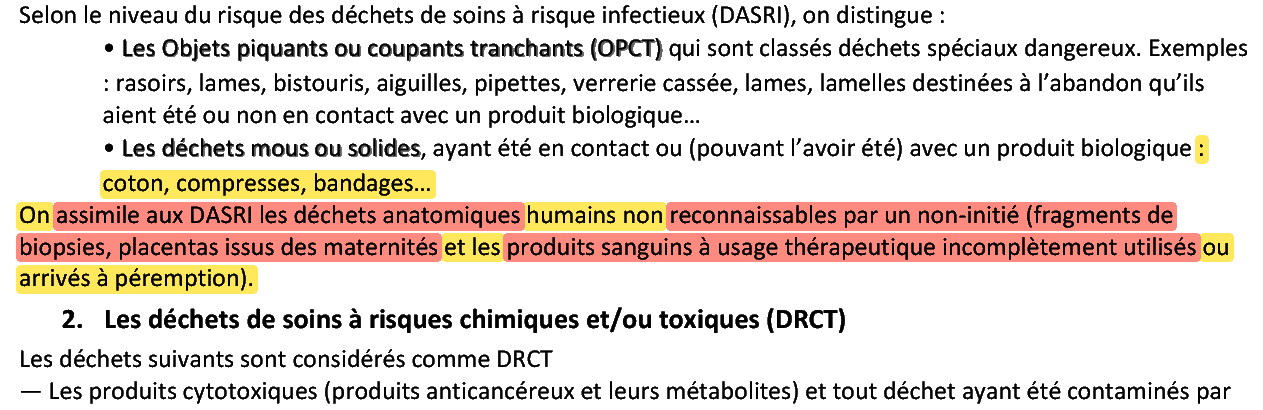 Selon le niveau du risque des déchets de soins à risque infectieux (DASRI), on distingue :
• Les Objets piquants ou coupants tranchants (OPCT) qui sont classés déchets spéciaux dangereux. Exemples
: rasoirs, lames, bistouris, aiguilles, pipettes, verrerie cassée, lames, lamelles destinées à l’abandon qu’ils
aient été ou non en contact avec un produit biologique…
• Les déchets mous ou solides, ayant été en contact ou (pouvant l’avoir été) avec un produit biologique :
coton, compresses, bandages…
On assimile aux DASRI les déchets anatomiques humains non reconnaissables par un non-initié (fragments de
biopsies, placentas issus des maternités et les produits sanguins à usage thérapeutique incomplètement utilisés ou
arrivés à péremption).
2. Les déchets de soins à risques chimiques et/ou toxiques (DRCT)
Les déchets suivants sont considérés comme DRCT
— Les produits cytotoxiques (produits anticancéreux et leurs métabolites) et tout déchet ayant été contaminés par